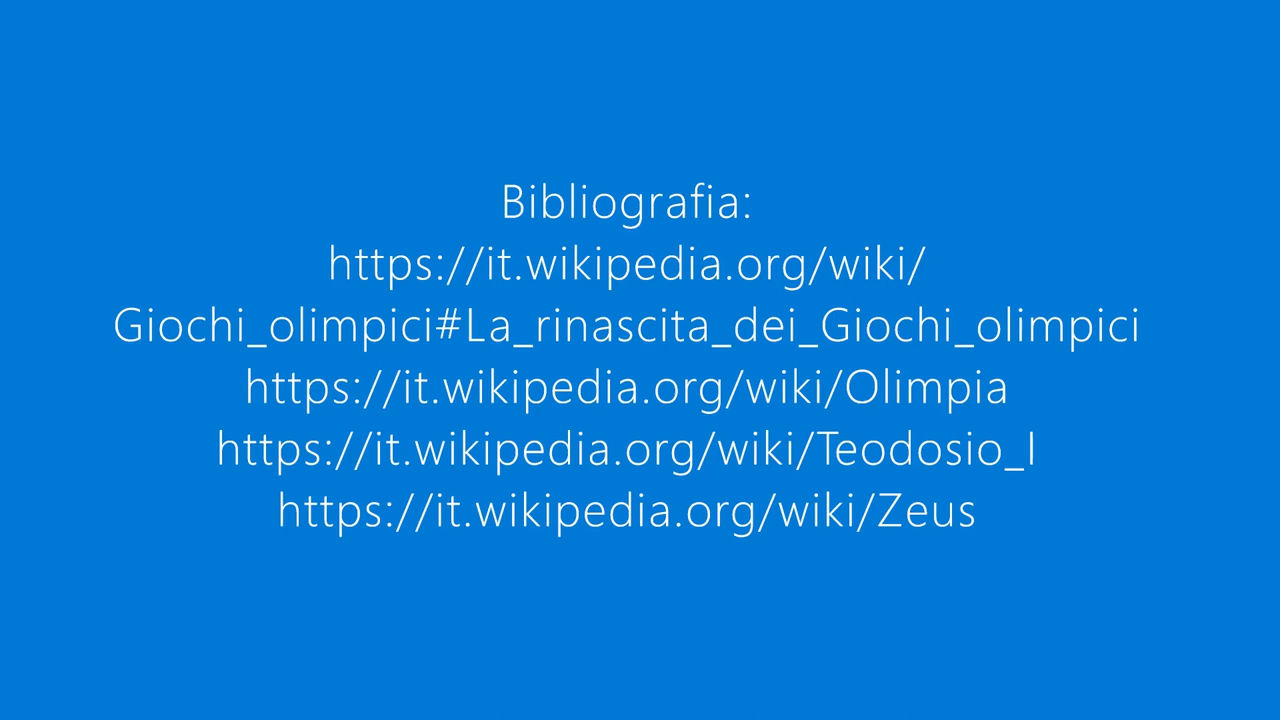 Bibliografia:
https://it.wikipedia.org/wiki/
Giochi_olimpici#La_rinascita_dei_Giochi_olimpici
https://it.wikipedia.org/wiki/Olimpia
https://it.wikipedia.org/wiki/Teodosio_I
https://it.wikipedia.org/wiki/Zeus